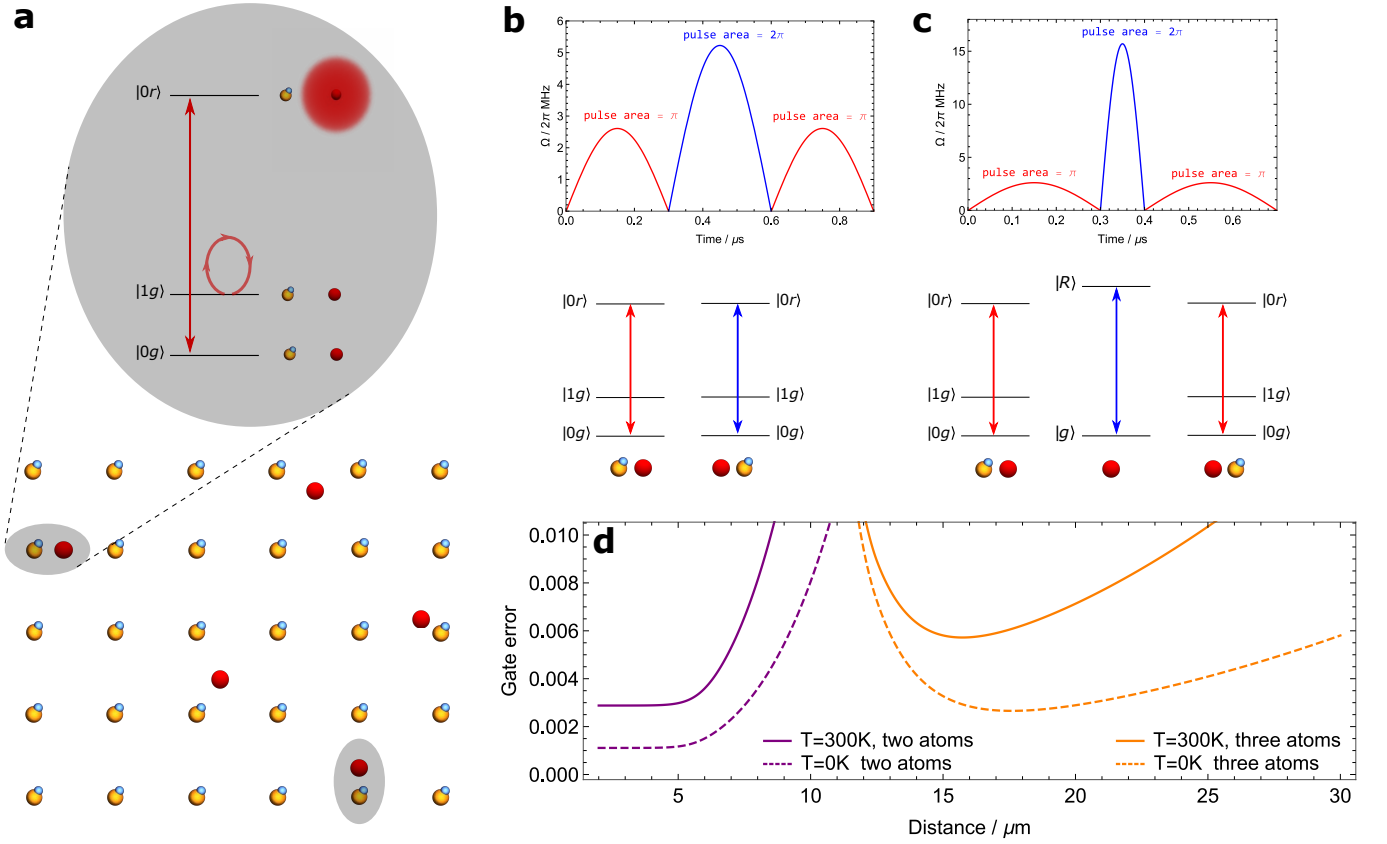 a
|0r⟩
|1g⟩
|0g⟩
b
pulse area = 2π
pulse area = π
pulse area = π
Ω / 2π MHz
6
5
4
3
2
1
0
0.0
0.2
0.4
0.6
0.8
Time / μs
c
pulse area = 2π
pulse area = π
pulse area = π
Ω / 2π MHz
15
10
5
0
0.0
0.1
0.2
0.3
0.4
0.5
0.6
Time / μs
|0r⟩
|0r⟩
|1g⟩
|1g⟩
|0g⟩
|0g⟩
|0r⟩
|R⟩
|0r⟩
|1g⟩
|1g⟩
|0g⟩
|g⟩
|0g⟩
d
Gate error
0.010
0.008
0.006
0.004
0.002
0.000
T=300K, two atoms
T=0K two atoms
T=300K, three atoms
T=0K three atoms
5
10
15
20
25
30
Distance / μm